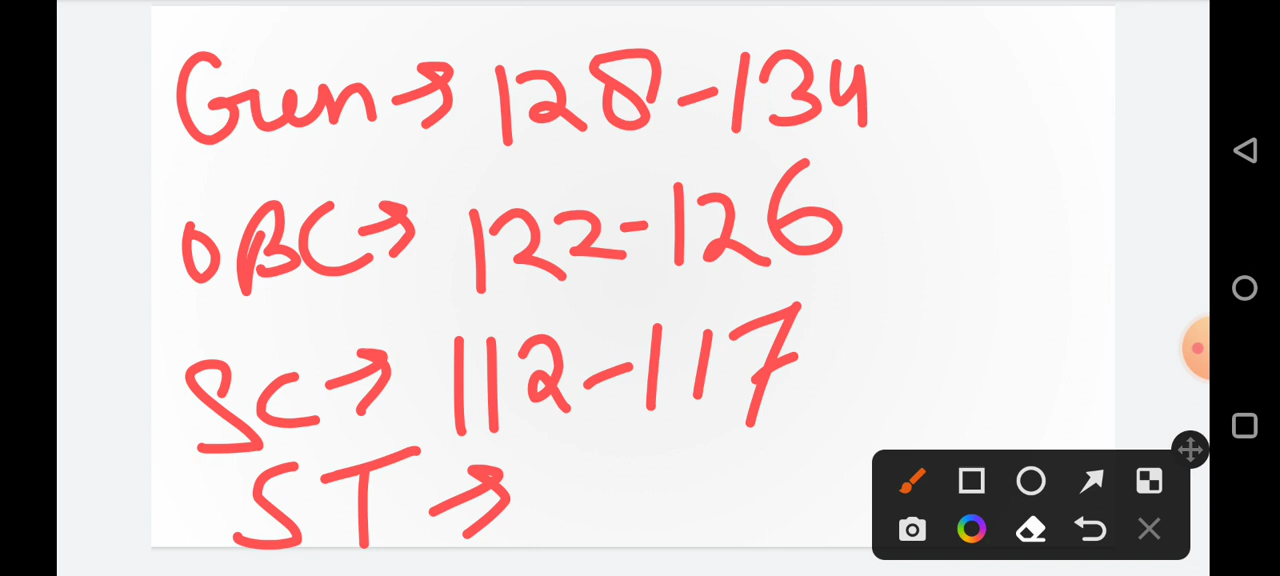 Gen → 128-134
OBC → 122-126
SC → 112-117
ST →